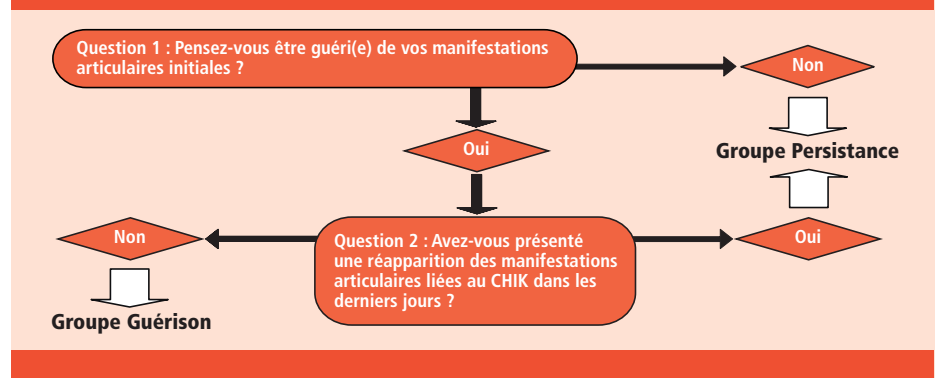 Question 1 : Pensez-vous être guéri(e) de vos manifestations
articulaires initiales ?
Non
Oui
Groupe Persistance
Non
Question 2 : Avez-vous présenté
une réapparition des manifestations
articulaires liées au CHIK dans les
derniers jours ?
Oui
Groupe Guérison